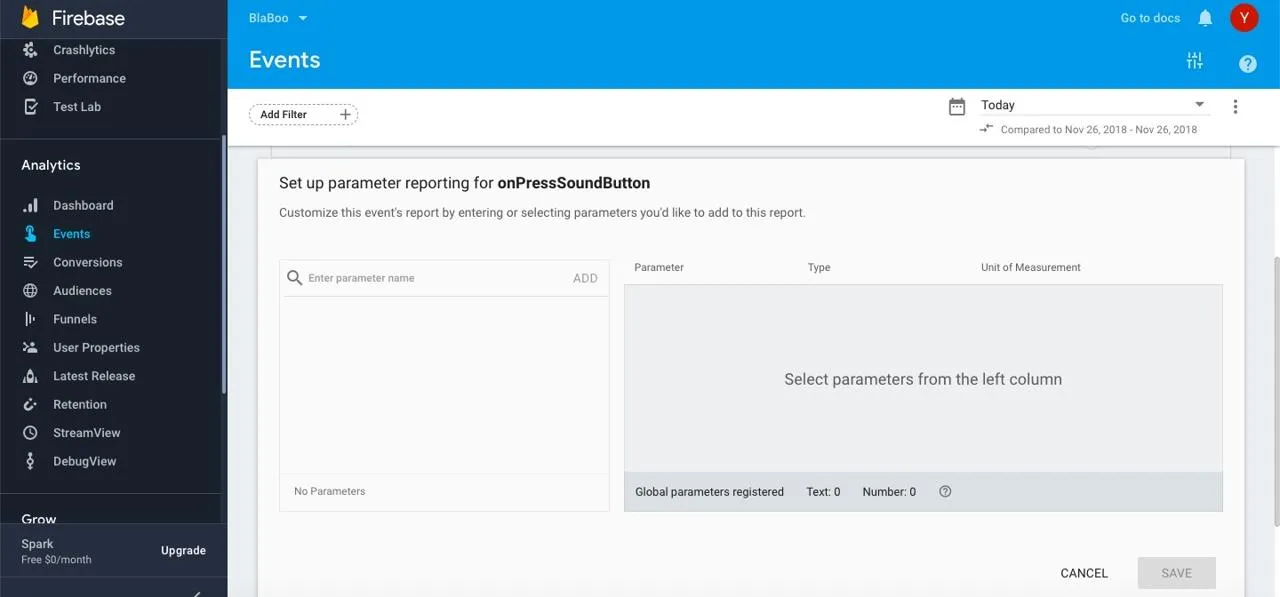 Firebase
Crashlytics
Performance
Test Lab
Analytics
Dashboard
Events
Conversions
Audiences
Funnels
User Properties
Latest Release
Retention
StreamView
DebugView
Grow
Spark
Free $0/month
Upgrade
BlaBoo
Go to docs
Y
Events
?
Add Filter +
Today
Compared to Nov 26, 2018 - Nov 26, 2018
Set up parameter reporting for onPressSoundButton
Customize this event's report by entering or selecting parameters you'd like to add to this report.
Enter parameter name ADD
No Parameters
Parameter Type Unit of Measurement
Select parameters from the left column
Global parameters registered Text: 0 Number: 0 ?
CANCEL SAVE